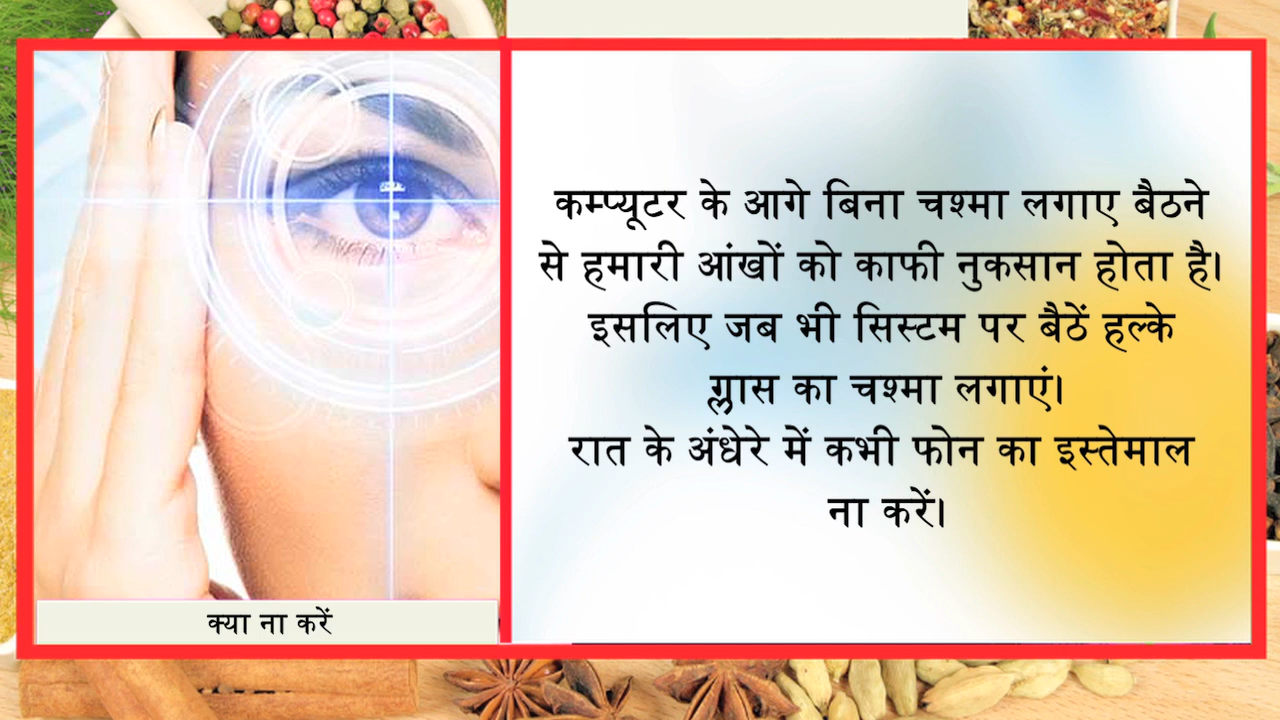 कम्प्यूटर के आगे बिना चश्मा लगाए बैठने
से हमारी आंखों को काफी नुकसान होता है।
इसलिए जब भी सिस्टम पर बैठें हल्के
ग्लास का चश्मा लगाएं।
रात के अंधेरे में कभी फोन का इस्तेमाल
ना करें।
क्या ना करें